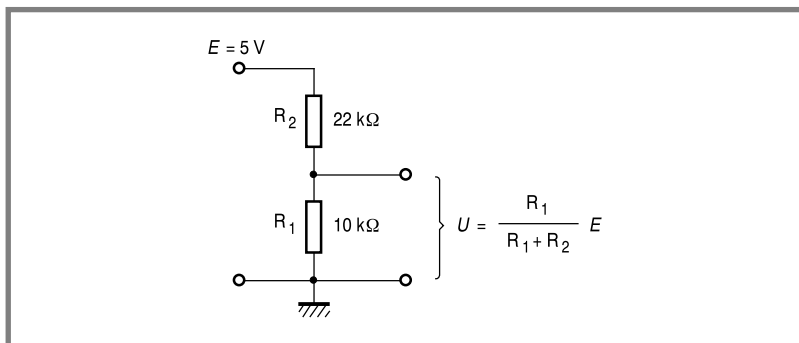 E = 5 V
R2 22 kΩ
R1 10 kΩ
U = R1 / R1 + R2 E